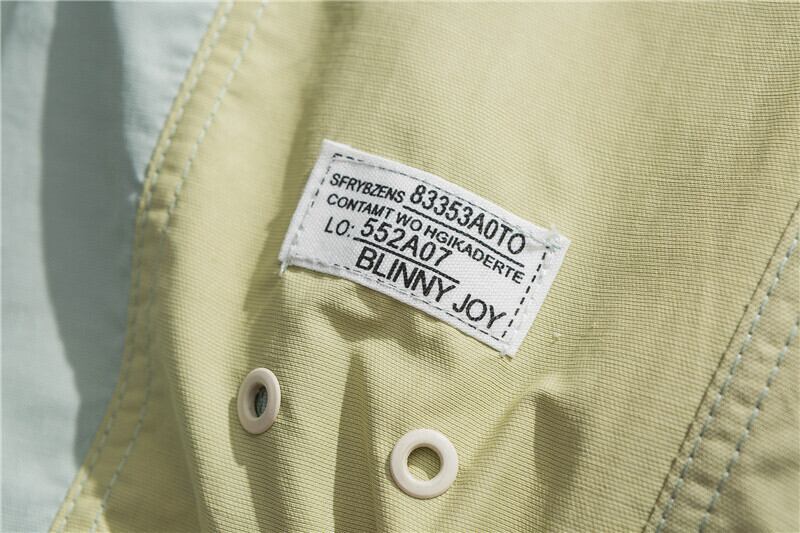 SFRYBZENS 83353A0TO
CONTAMT WO HGIKADERTE
LO: 552A07
BLINNY JOY